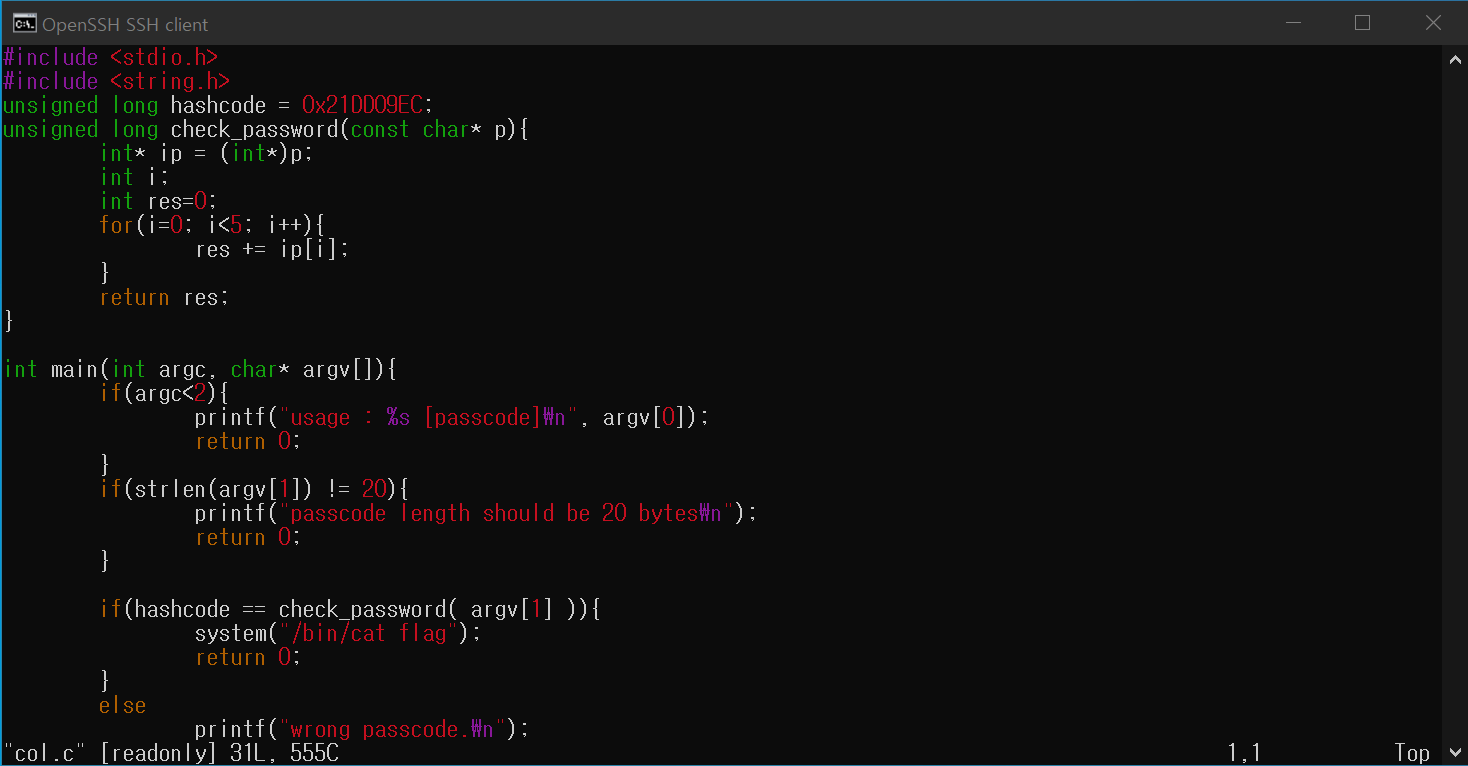 OpenSSH SSH client
#include <stdio.h>
#include <string.h>
unsigned long hashcode = 0x21DD09EC;
unsigned long check_password(const char* p){
        int* ip = (int*)p;
        int i;
        int res=0;
        for(i=0; i<5; i++){
                res += ip[i];
        }
        return res;
}

int main(int argc, char* argv[]){
        if(argc<2){
                printf("usage : %s [passcode]₩n", argv[0]);
                return 0;
        }
        if(strlen(argv[1]) != 20){
                printf("passcode length should be 20 bytes₩n");
                return 0;
        }

        if(hashcode == check_password( argv[1] )){
                system("/bin/cat flag");
                return 0;
        }
        else
                printf("wrong passcode.₩n");
"col.c" [readonly] 31L, 555C 1,1 Top